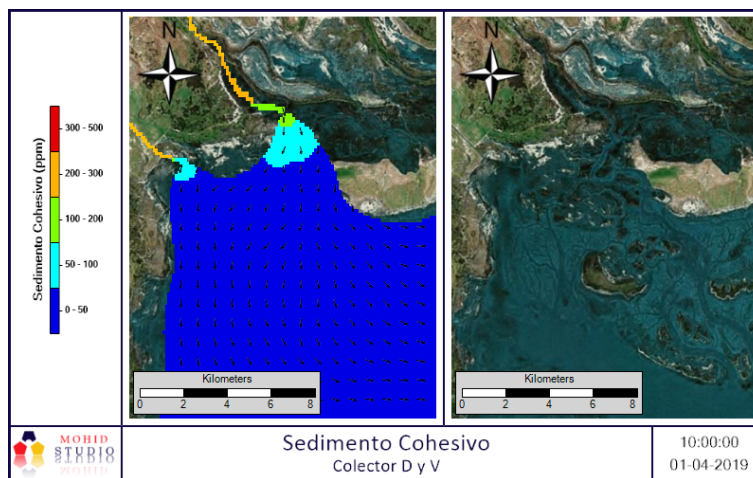 Sedimento Cohesivo (ppm)
300 - 500
200 - 300
100 - 200
50 - 100
0 - 50
N
Kilometers
0 2 4 6 8
N
Kilometers
0 2 4 6 8
MOHID
STUDIO
Sedimento Cohesivo
Colector D y V
10:00:00
01-04-2019